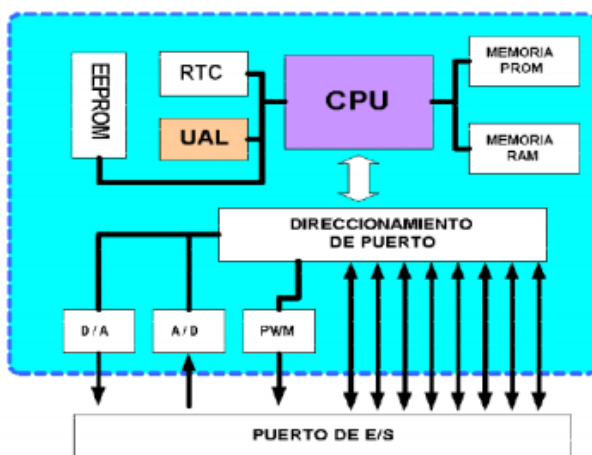 EEPROM
RTC
UAL
CPU
MEMORIA
PROM
MEMORIA
RAM
DIRECCIONAMIENTO
DE PUERTO
D/A
A/D
PWM
PUERTO DE E/S